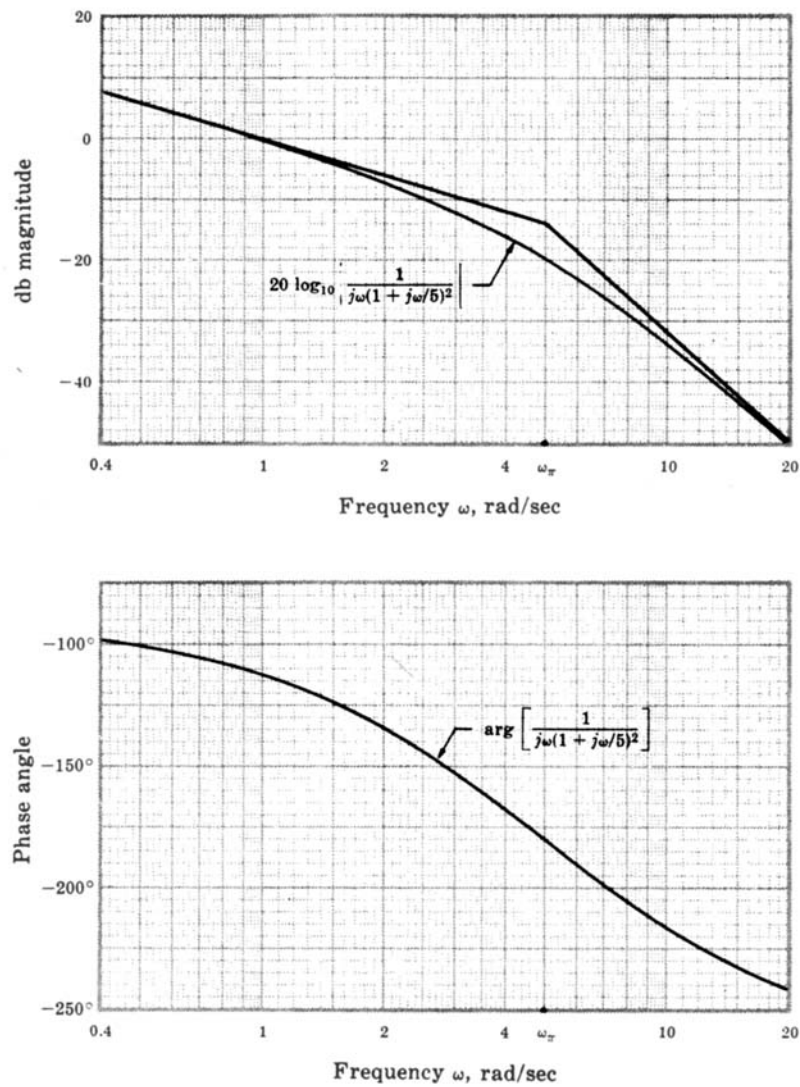 20
0
−20
−40
db magnitude
20 log₁₀ | 1 / jω(1 + jω/5)² |
0.4 1 2 4 ωπ 10 20
Frequency ω, rad/sec
−100°
−150°
−200°
−250°
Phase angle
arg [ 1 / jω(1 + jω/5)² ]
0.4 1 2 4 ωπ 10 20
Frequency ω, rad/sec